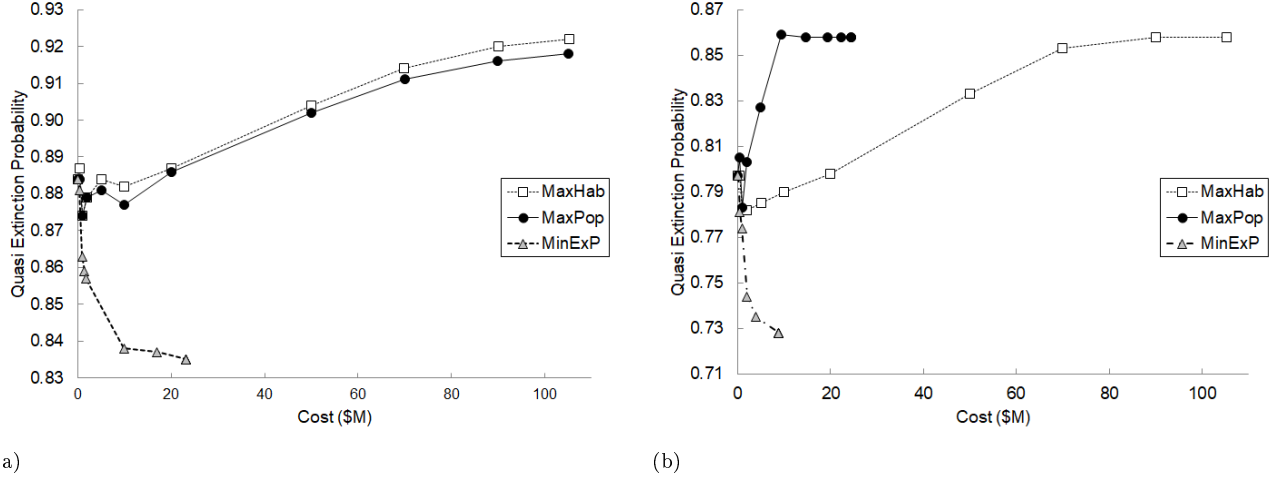 0.93
0.92
0.91
0.90
0.89
0.88
0.87
0.86
0.85
0.84
0.83
Quasi Extinction Probability
0 20 40 60 80 100
Cost ($M)
MaxHab
MaxPop
MinExP
a)
0.87
0.85
0.83
0.81
0.79
0.77
0.75
0.73
0.71
Quasi Extinction Probability
0 20 40 60 80 100
Cost ($M)
MaxHab
MaxPop
MinExP
(b)